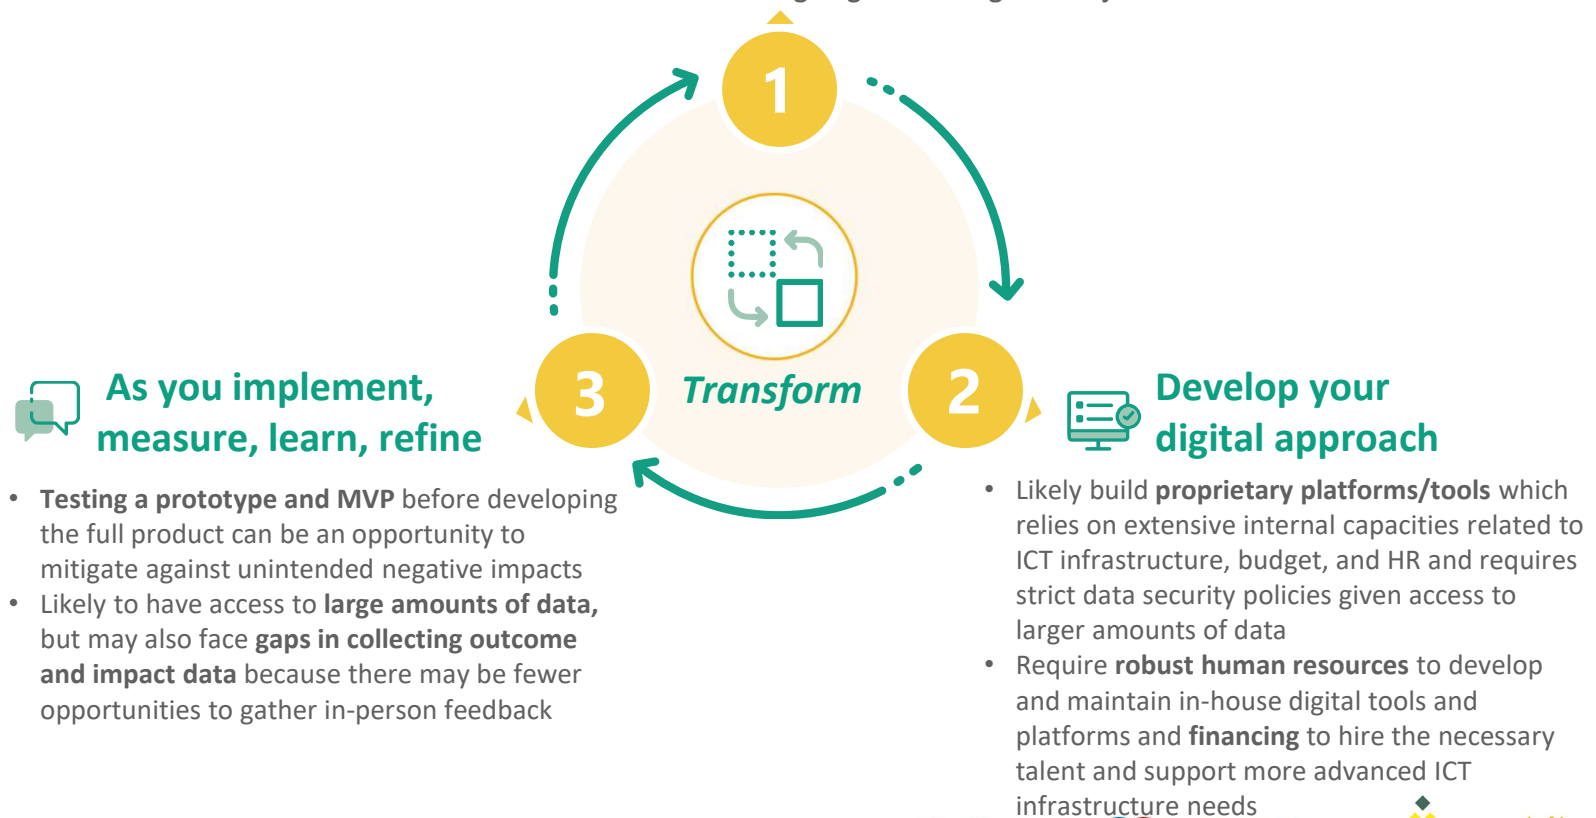 1
3
Transform
2
As you implement,
measure, learn, refine
• Testing a prototype and MVP before developing
the full product can be an opportunity to
mitigate against unintended negative impacts
• Likely to have access to large amounts of data,
but may also face gaps in collecting outcome
and impact data because there may be fewer
opportunities to gather in-person feedback
Develop your
digital approach
• Likely build proprietary platforms/tools which
relies on extensive internal capacities related to
ICT infrastructure, budget, and HR and requires
strict data security policies given access to
larger amounts of data
• Require robust human resources to develop
and maintain in-house digital tools and
platforms and financing to hire the necessary
talent and support more advanced ICT
infrastructure needs